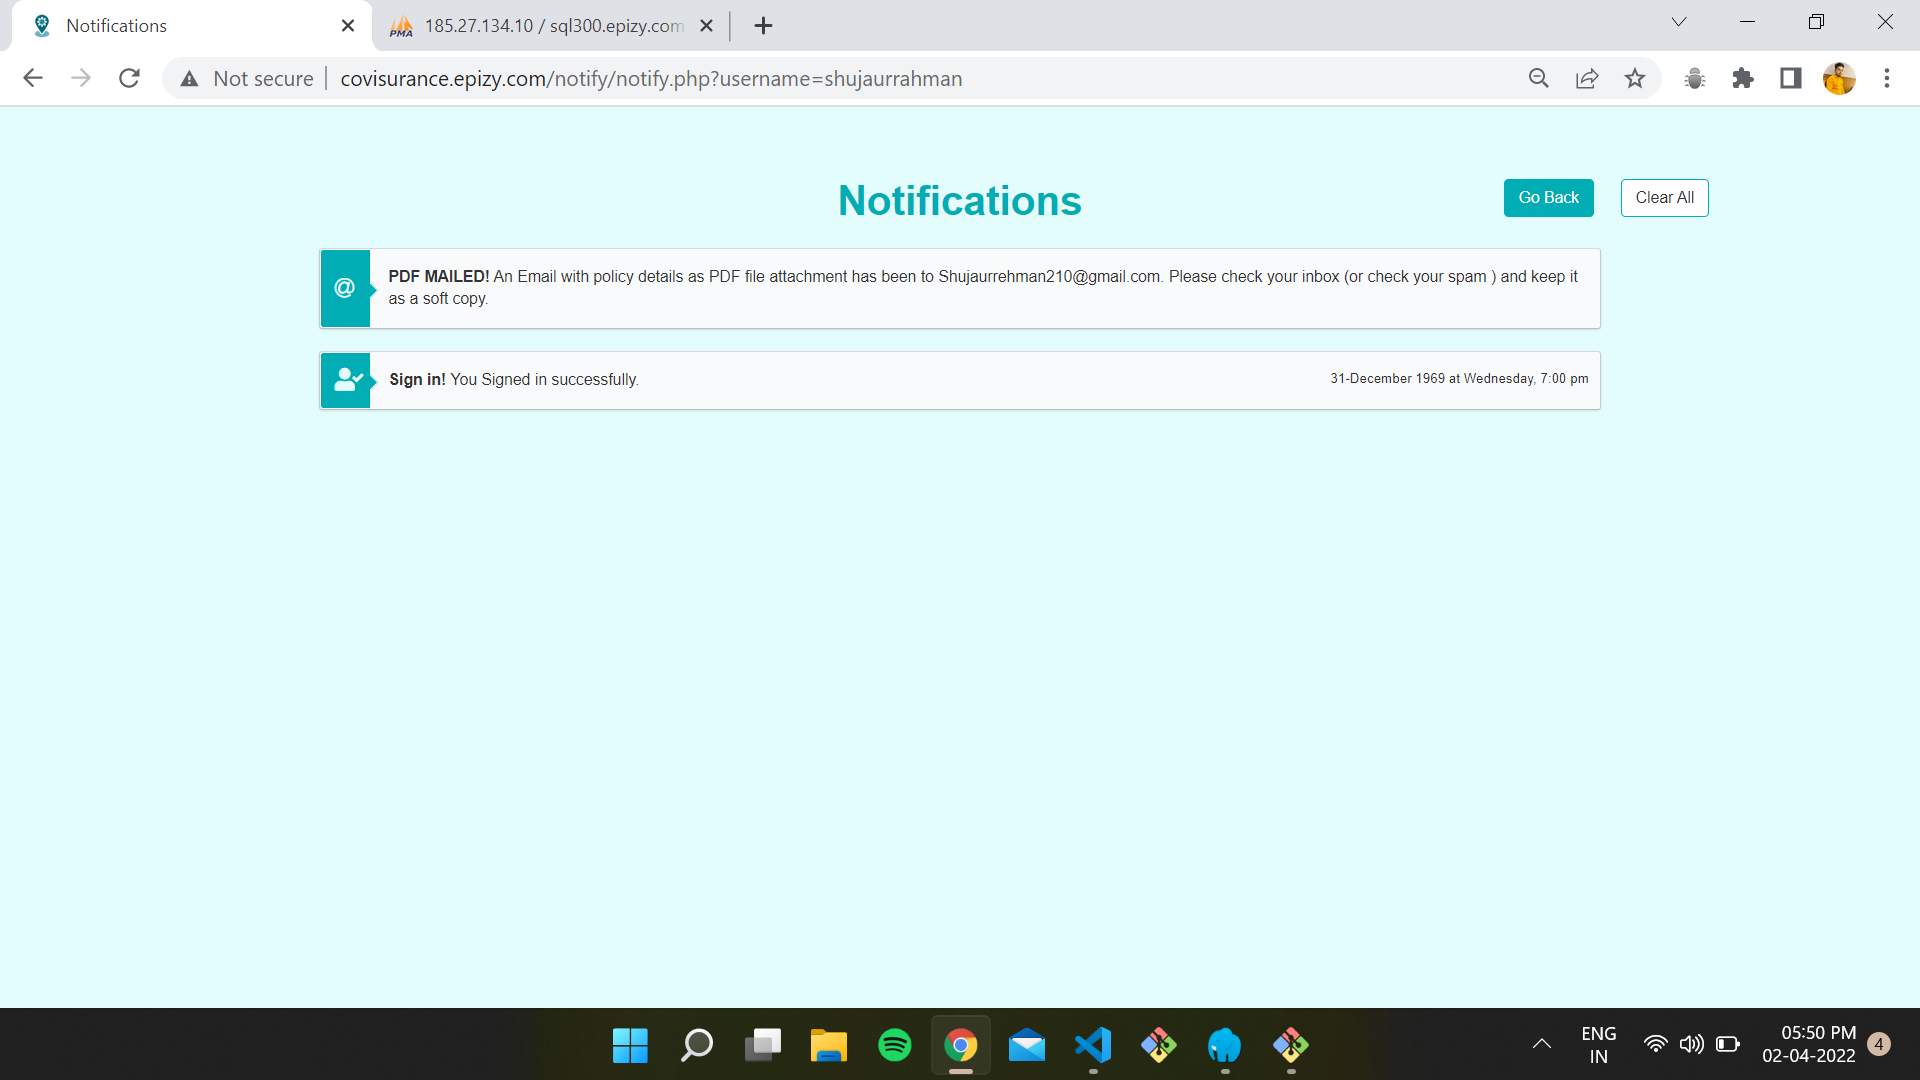 Notifications
PMA
185.27.134.10 / sql300.epizy.com
Not secure
covisurance.epizy.com/notify/notify.php?username=shujaurrahman
Notifications
Go Back
Clear All
@
PDF MAILED! An Email with policy details as PDF file attachment has been to Shujaurrehman210@gmail.com. Please check your inbox (or check your spam ) and keep it
as a soft copy.
Sign in! You Signed in successfully.
31-December 1969 at Wednesday, 7:00 pm
ENG
IN
05:50 PM
02-04-2022
4